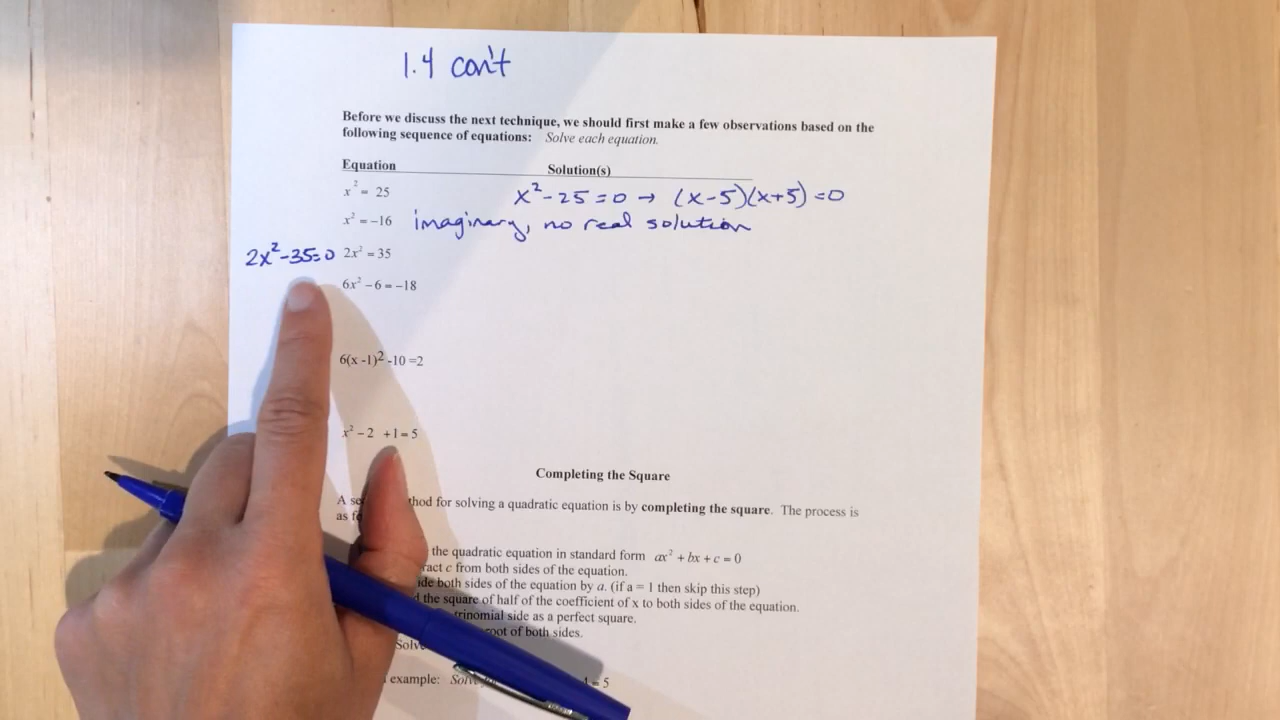 1.4 con't
Before we discuss the next technique, we should first make a few observations based on the
following sequence of equations: Solve each equation.
Equation Solution(s)
x² = 25 x²-25=0 → (x-5)(x+5)=0
x² = -16 imaginary, no real solution
2x²-35=0 2x² = 35
6x² - 6 = -18
6(x -1)² -10 =2
x² - 2 +1 = 5
Completing the Square
A thod for solving a quadratic equation is by completing the square. The process is
as
the quadratic equation in standard form ax² + bx + c = 0
ract c from both sides of the equation.
ide both sides of the equation by a. (if a = 1 then skip this step)
d the square of half of the coefficient of x to both sides of the equation.
trinomial side as a perfect square.
root of both sides.
Solve
example: = 5